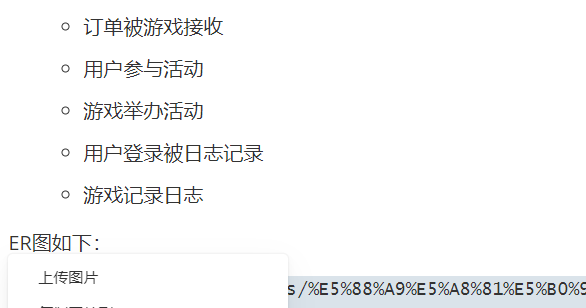 订单被游戏接收
用户参与活动
游戏举办活动
用户登录被日志记录
游戏记录日志
ER图如下：
上传图片
s/%E5%88%A9%E5%A8%81%E5%B0%9